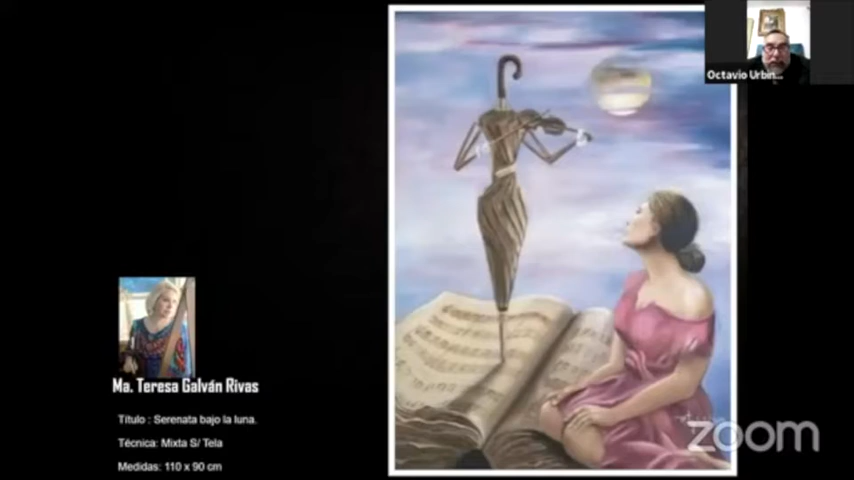 Octavio Urbin...
Ma. Teresa Galván Rivas
Título : Serenata bajo la luna.
Técnica: Mixta S/ Tela
Medidas: 110 x 90 cm
zoom